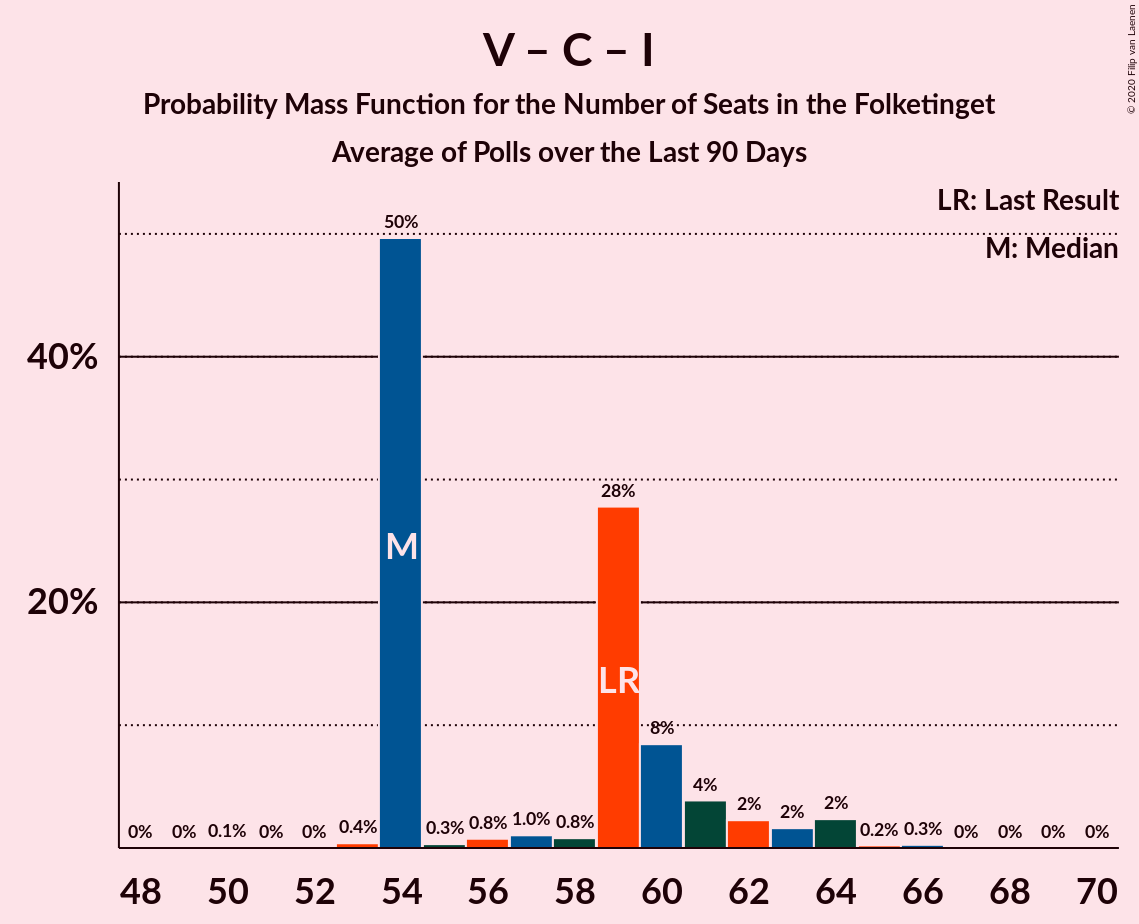 V – C – I
Probability Mass Function for the Number of Seats in the Folketinget
Average of Polls over the Last 90 Days
© 2020 Filip van Laenen
LR: Last Result
M: Median
40%
20%
0%
0%
0.1%
0%
0%
0.4%
50%
0.3%
0.8%
1.0%
0.8%
28%
8%
4%
2%
2%
2%
0.2%
0.3%
0%
0%
0%
0%
M
LR
48 50 52 54 56 58 60 62 64 66 68 70